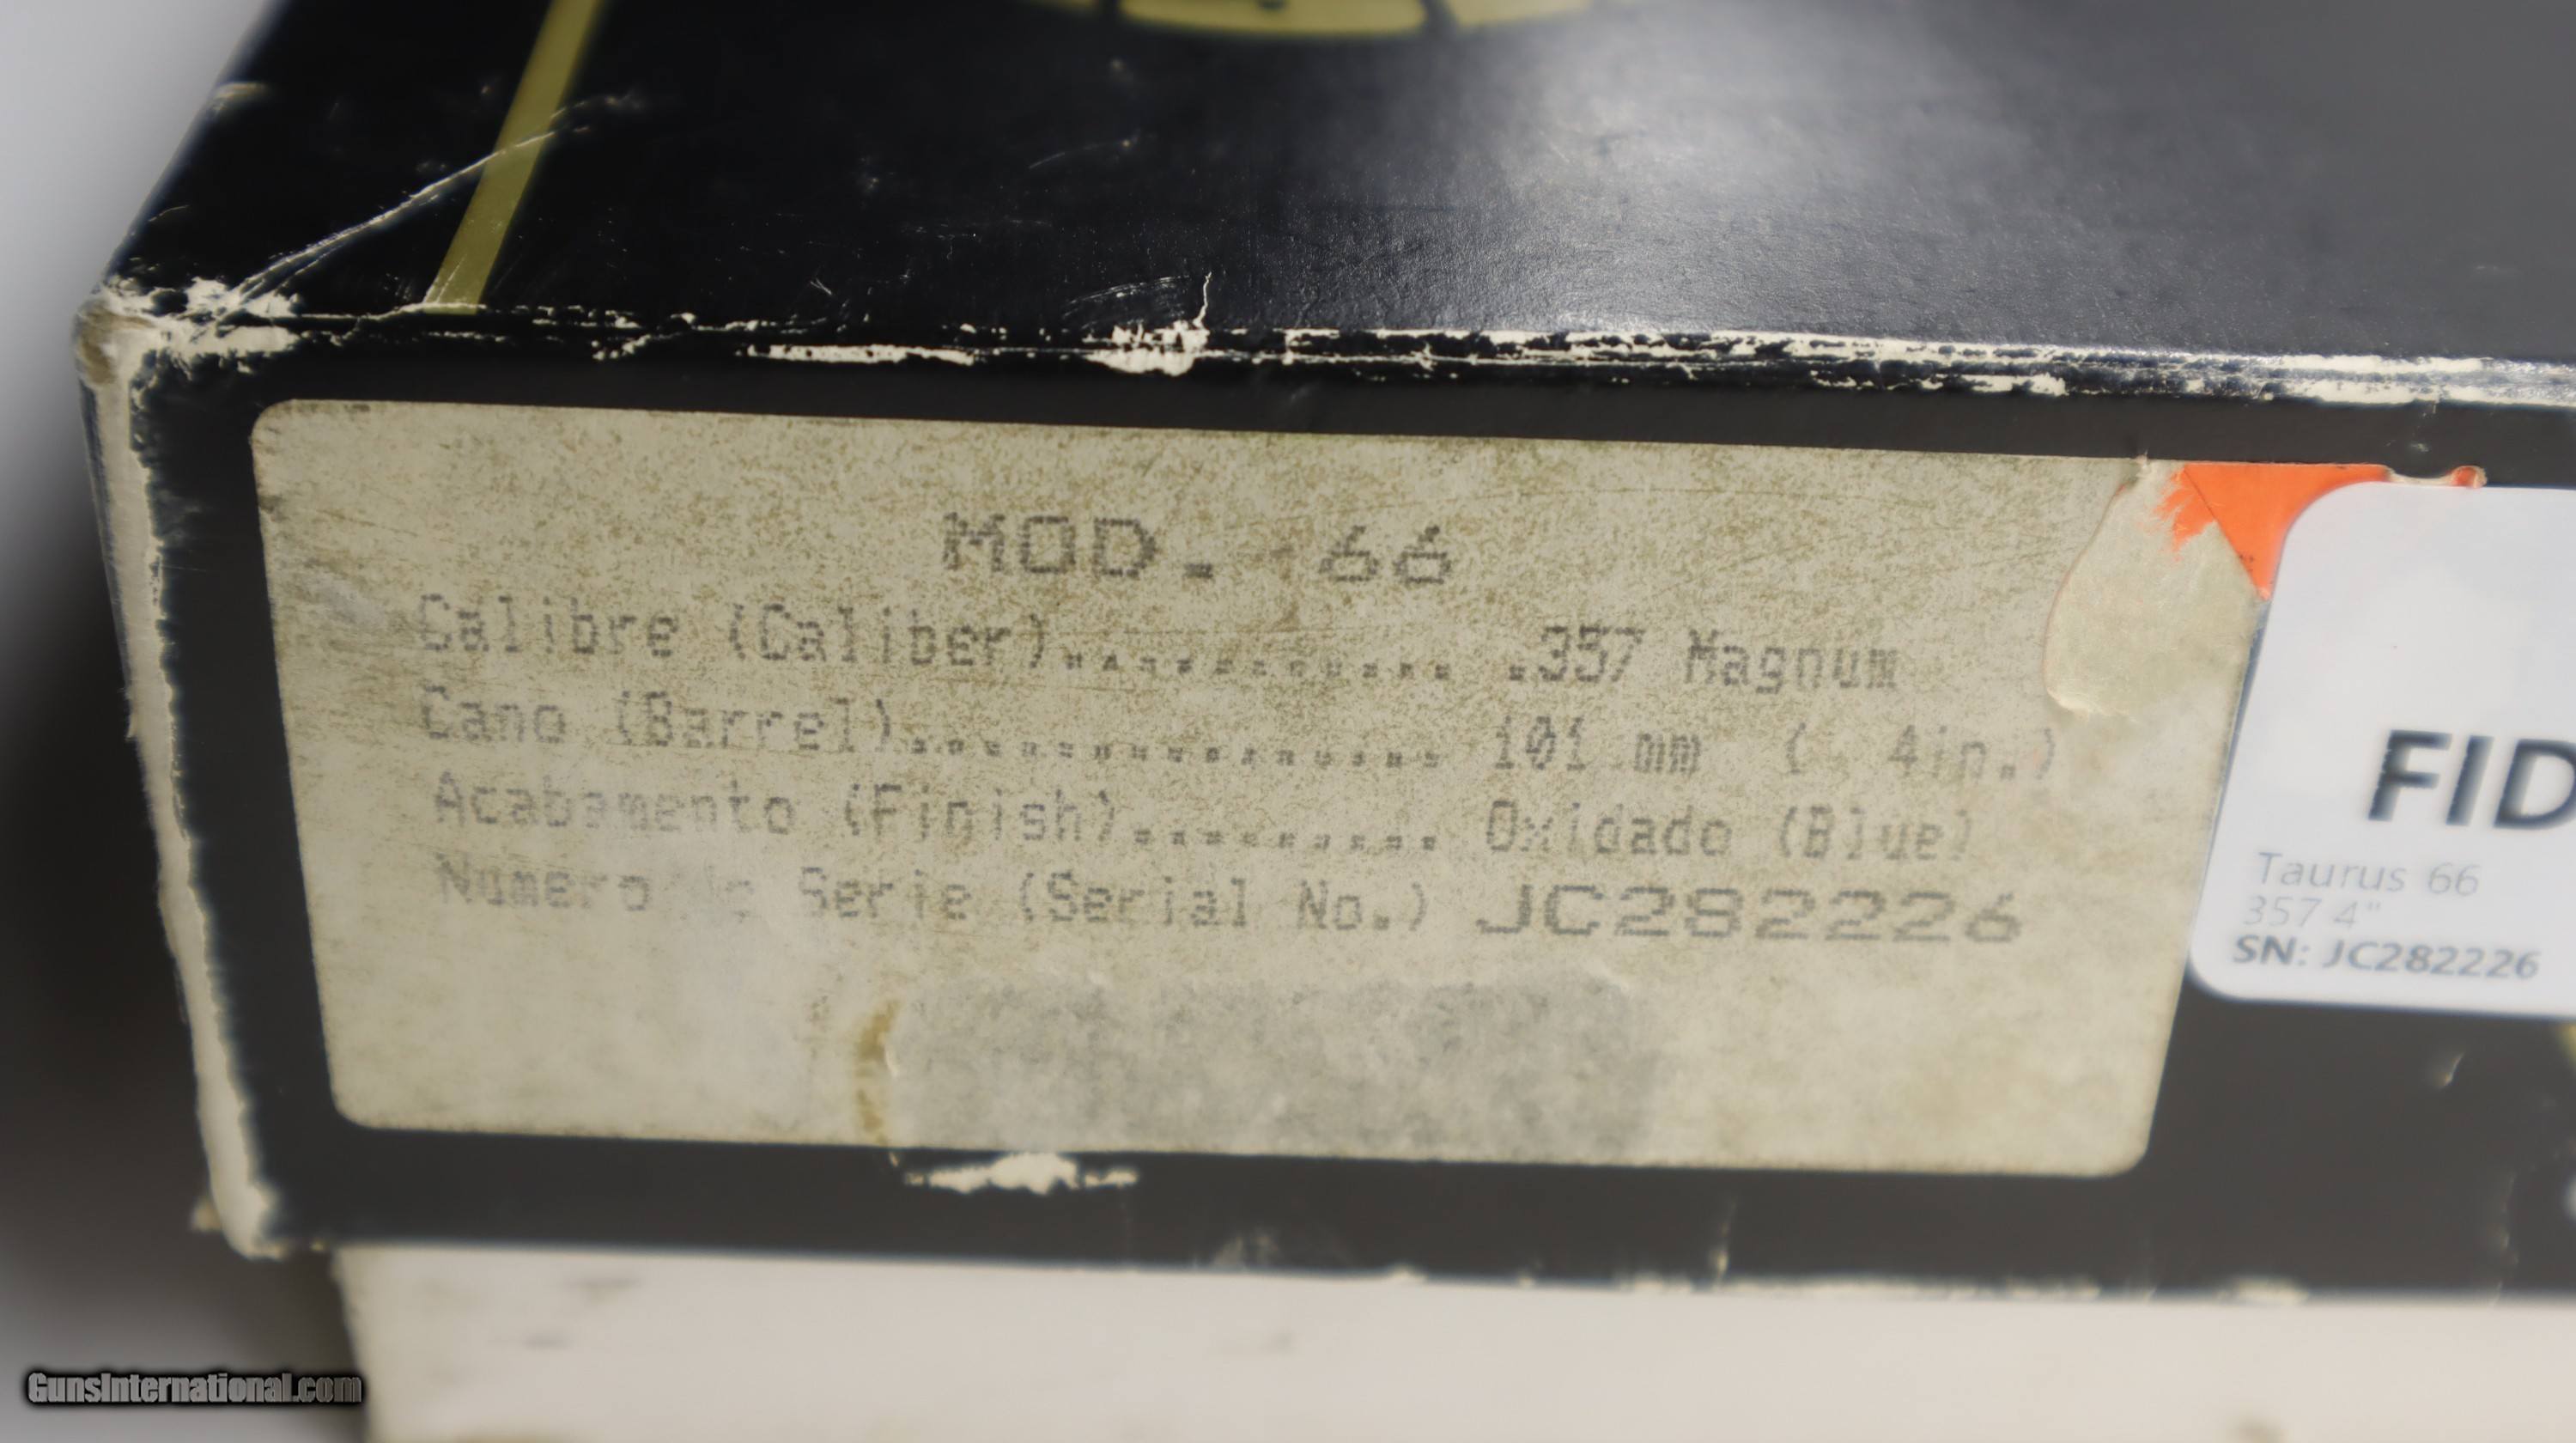 MOD. 66
Calibre (Caliber)............ .357 Magnum
Cano (Barrel)............... 101 mm ( 4in.)
Acabamento (Finish)......... Oxidado (Blue)
Numero de Serie (Serial No.) JC282226
FID
Taurus 66
357 4"
SN: JC282226
GunsInternational.com